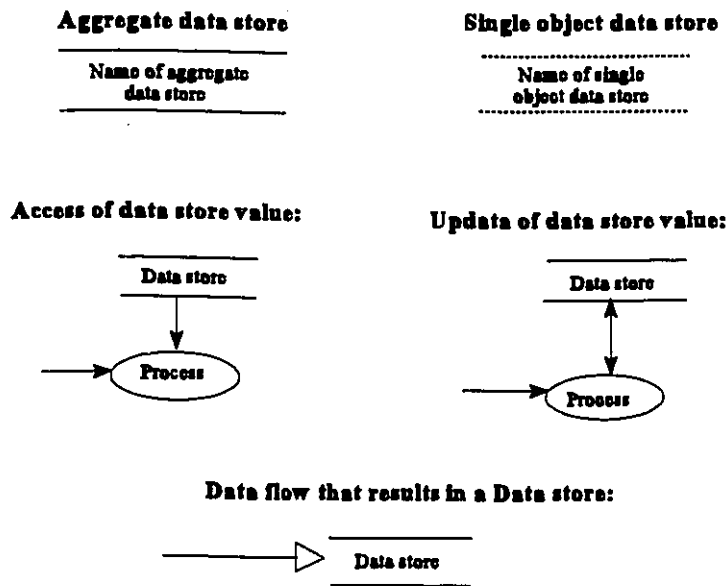 Aggregate data store
Single object data store
Name of aggregate
data store
Name of single
object data store
Access of data store value:
Updata of data store value:
Data store
Data store
Process
Process
Data flow that results in a Data store:
Data store